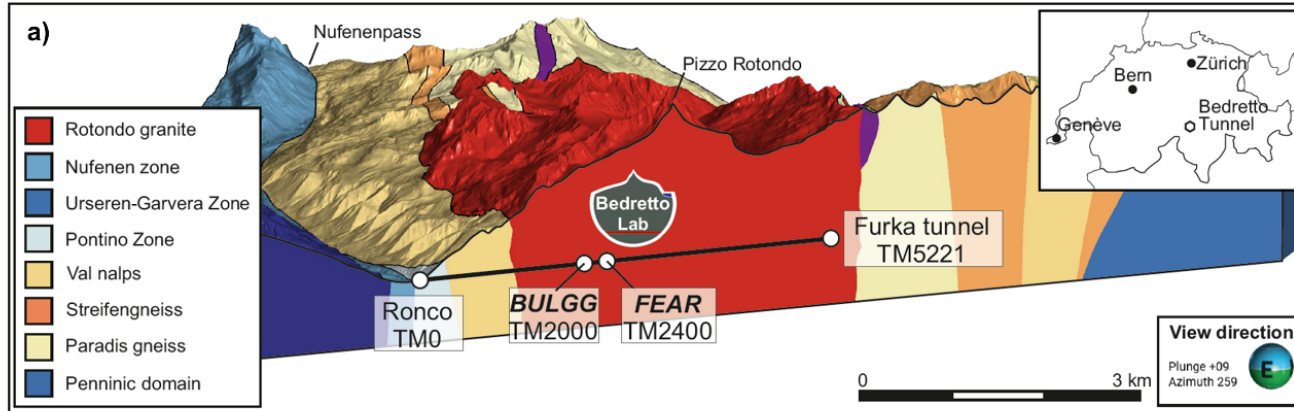 a)
Nufenenpass
Pizzo Rotondo
Zürich
Bern
Bedretto
Tunnel
Genève
Rotondo granite
Nufenen zone
Urseren-Garvera Zone
Pontino Zone
Val nalps
Streifengneiss
Paradis gneiss
Penninic domain
Bedretto
Lab
Furka tunnel
TM5221
Ronco
TM0
BULGG
TM2000
FEAR
TM2400
View direction
Plunge +09
Azimuth 259
E
0
3 km